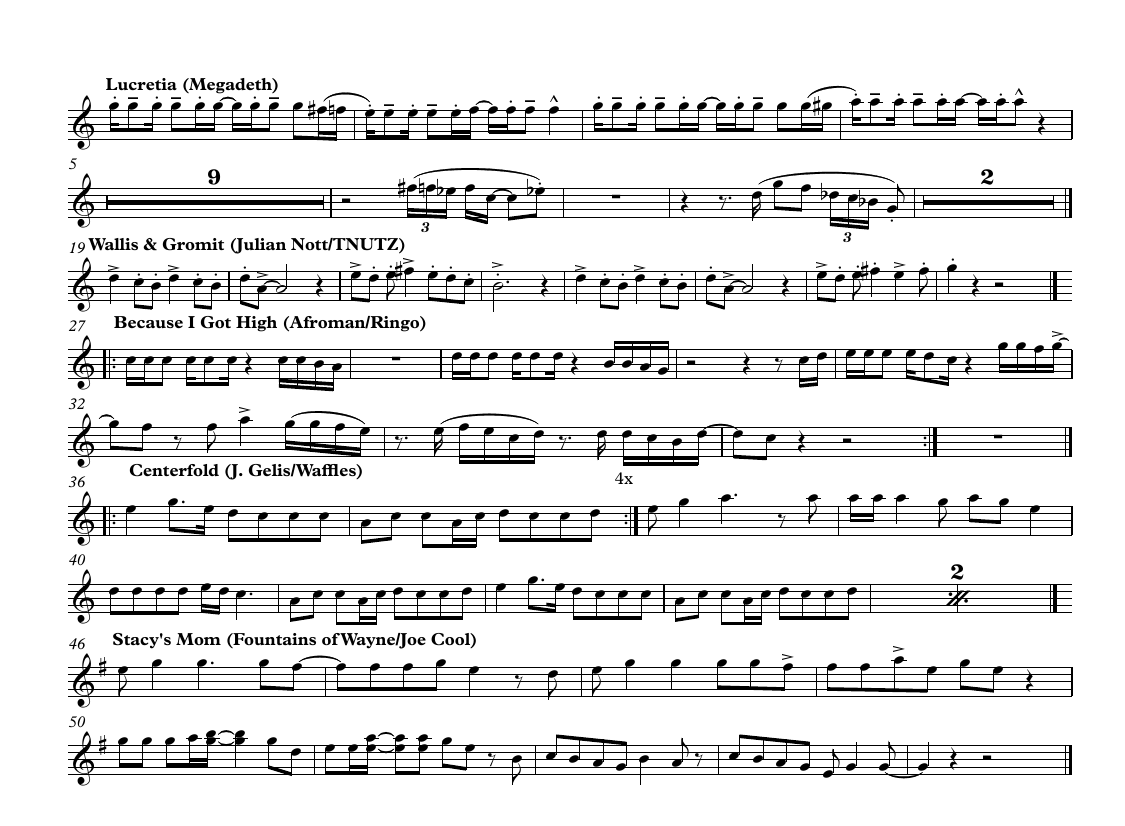 Lucretia (Megadeth)
5
9
3
3
2
19 Wallis & Gromit (Julian Nott/TNUTZ)
27 Because I Got High (Afroman/Ringo)
32
36 Centerfold (J. Gelis/Waffles)
4x
40
2
46 Stacy's Mom (Fountains of Wayne/Joe Cool)
50